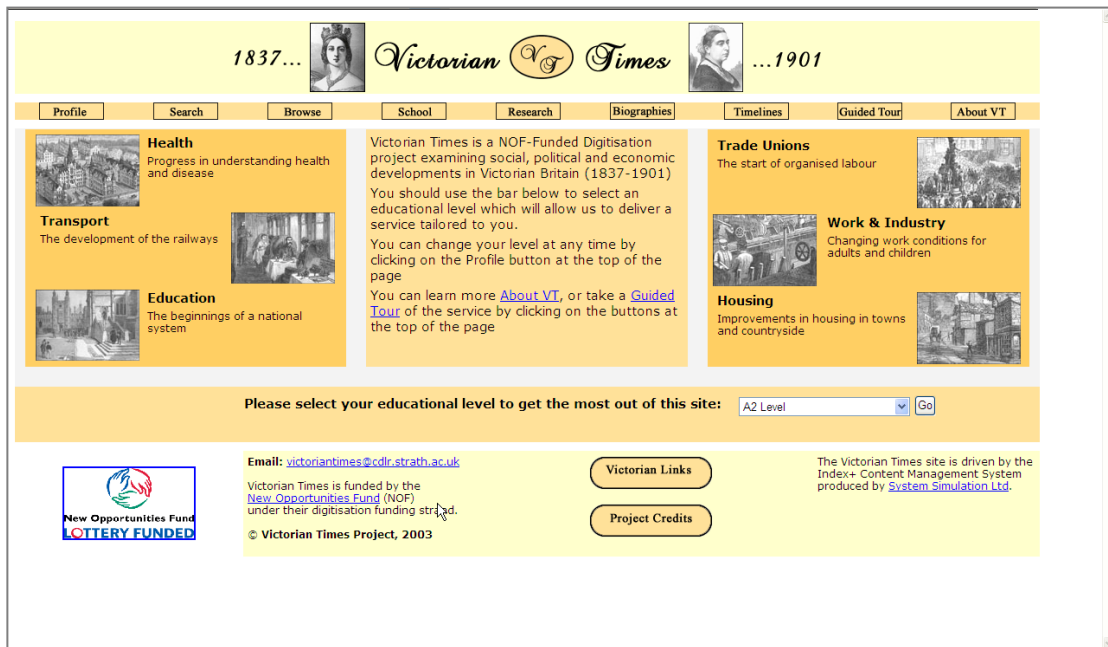 1837... Victorian VT Times ...1901
Profile Search Browse School Research Biographies Timelines Guided Tour About VT
Health
Progress in understanding health
and disease
Transport
The development of the railways
Education
The beginnings of a national
system
Victorian Times is a NOF-Funded Digitisation
project examining social, political and economic
developments in Victorian Britain (1837-1901)
You should use the bar below to select an
educational level which will allow us to deliver a
service tailored to you.
You can change your level at any time by
clicking on the Profile button at the top of the
page
You can learn more About VT, or take a Guided
Tour of the service by clicking on the buttons at
the top of the page
Trade Unions
The start of organised labour
Work & Industry
Changing work conditions for
adults and children
Housing
Improvements in housing in towns
and countryside
Please select your educational level to get the most out of this site: A2 Level Go
New Opportunities Fund
LOTTERY FUNDED
Email: victoriantimes@cdlr.strath.ac.uk
Victorian Times is funded by the
New Opportunities Fund (NOF)
under their digitisation funding strand.
© Victorian Times Project, 2003
Victorian Links
Project Credits
The Victorian Times site is driven by the
Index+ Content Management System
produced by System Simulation Ltd.